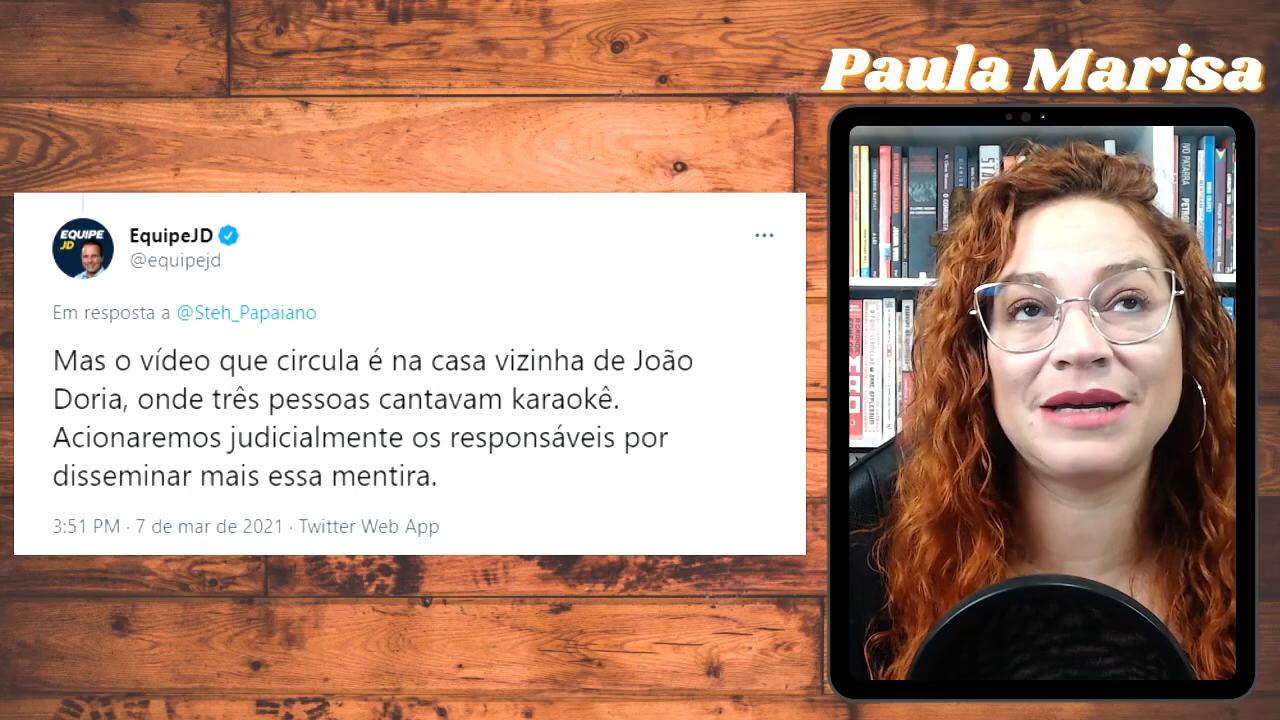 Paula Marisa
EQUIPE
JD
EquipeJD
@equipejd
Em resposta a @Steh_Papaiano
Mas o vídeo que circula é na casa vizinha de João
Doria, onde três pessoas cantavam karaokê.
Acionaremos judicialmente os responsáveis por
disseminar mais essa mentira.
3:51 PM · 7 de mar de 2021 · Twitter Web App
IVO PATARRA